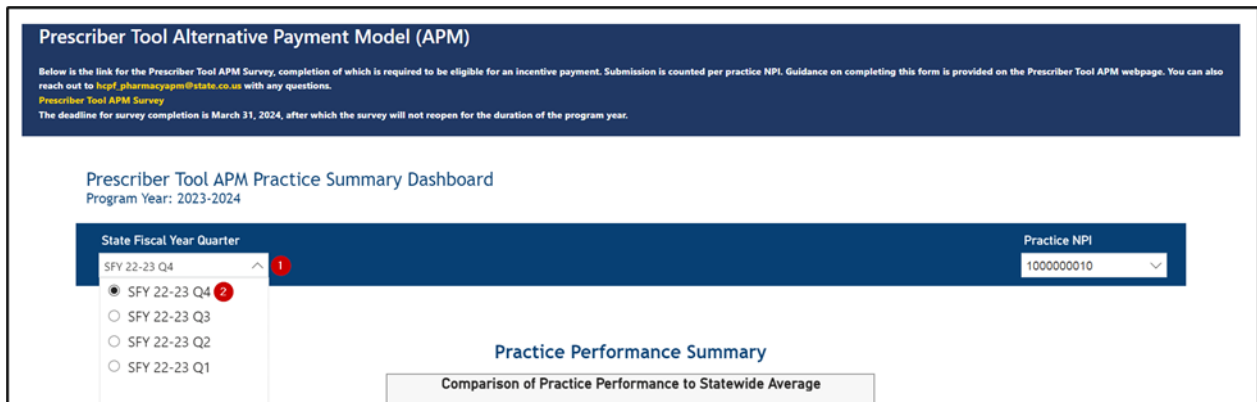 Prescriber Tool Alternative Payment Model (APM)
Below is the link for the Prescriber Tool APM Survey, completion of which is required to be eligible for an incentive payment. Submission is counted per practice NPI. Guidance on completing this form is provided on the Prescriber Tool APM webpage. You can also
reach out to hcpf_pharmacyapm@state.co.us with any questions.
Prescriber Tool APM Survey
The deadline for survey completion is March 31, 2024, after which the survey will not reopen for the duration of the program year.
Prescriber Tool APM Practice Summary Dashboard
Program Year: 2023-2024
State Fiscal Year Quarter
Practice NPI
SFY 22-23 Q4 1
1000000010
SFY 22-23 Q4 2
SFY 22-23 Q3
SFY 22-23 Q2
SFY 22-23 Q1
Practice Performance Summary
Comparison of Practice Performance to Statewide Average